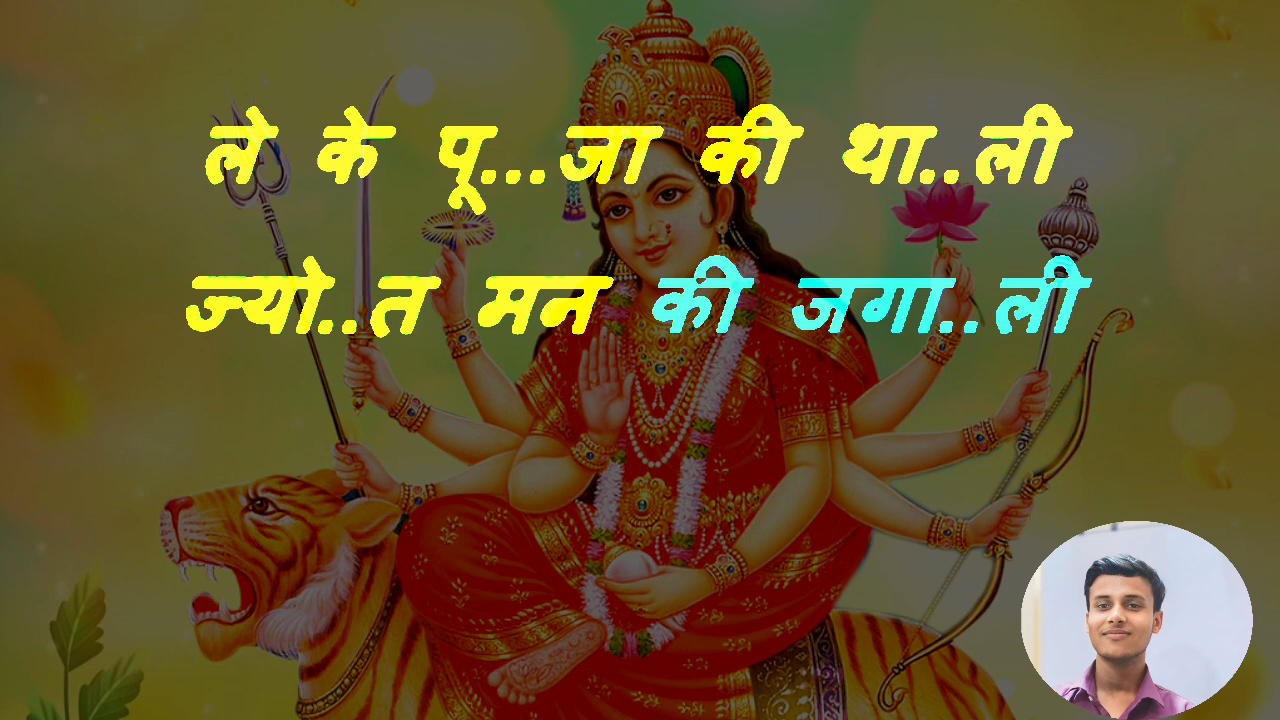 ले के पू...जा की था..ली
ज्यो..त मन की जगा..ली